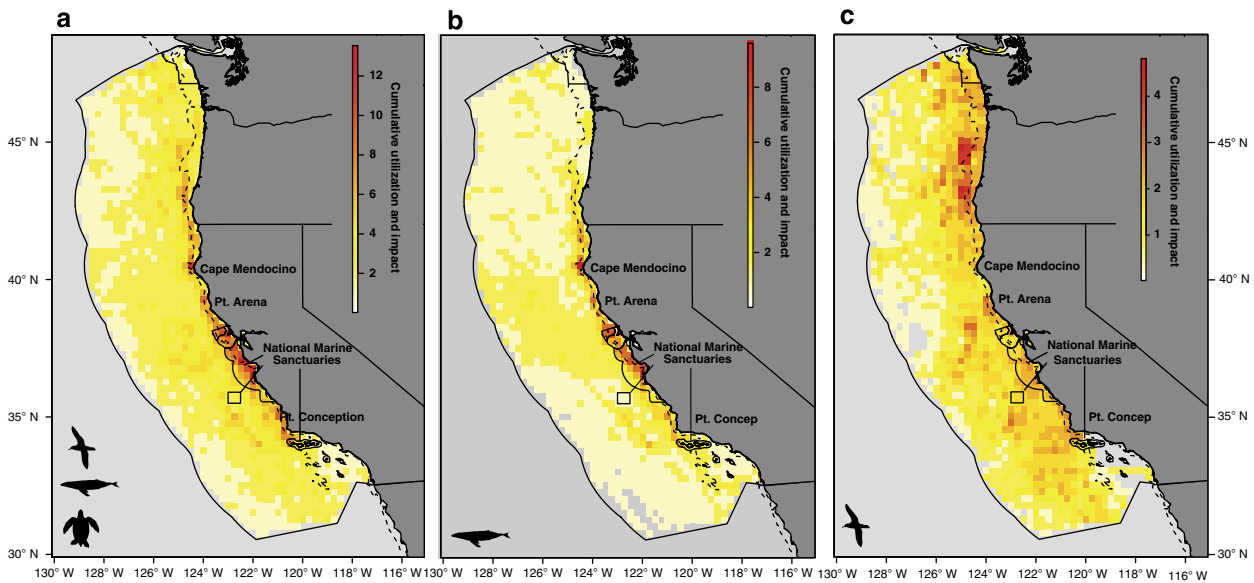 a
12
10
8
6
4
2
Cumulative utilization and impact
45° N
40° N
35° N
30° N
Cape Mendocino
Pt. Arena
National Marine
Sanctuaries
Pt. Conception
130° W 128° W 126° W 124° W 122° W 120° W 118° W 116° W
b
8
6
4
2
Cumulative utilization and impact
Cape Mendocino
Pt. Arena
National Marine
Sanctuaries
Pt. Concep
130° W 128° W 126° W 124° W 122° W 120° W 118° W 116° W
c
4
3
2
1
Cumulative utilization and impact
45° N
40° N
35° N
30° N
Cape Mendocino
Pt. Arena
National Marine
Sanctuaries
Pt. Concep
130° W 128° W 126° W 124° W 122° W 120° W 118° W 116° W